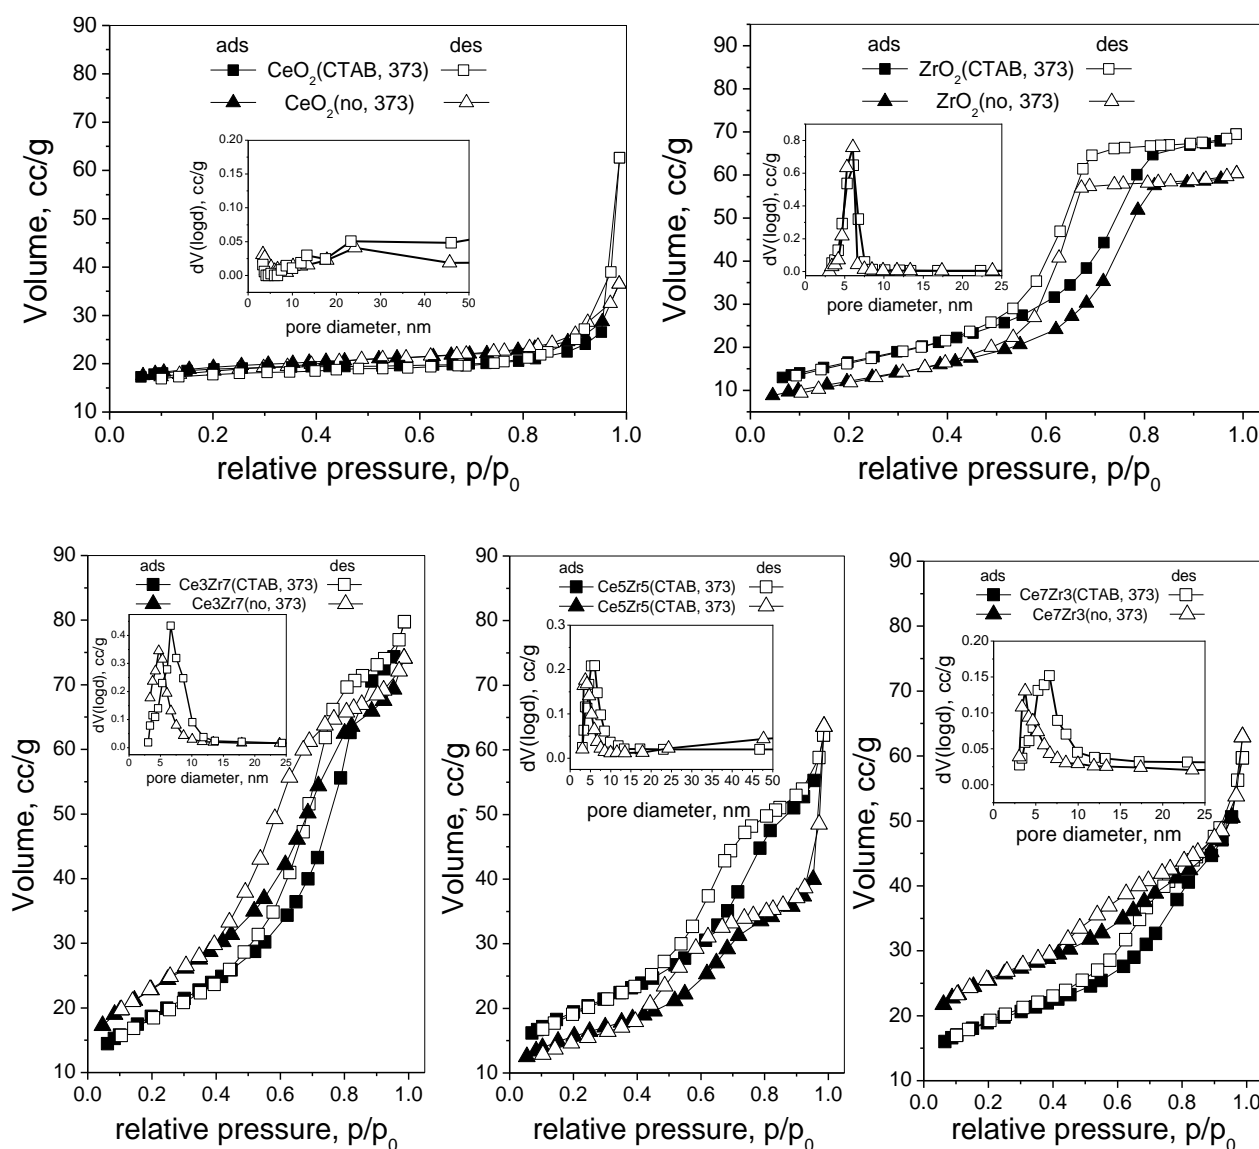 ads des
CeO2(CTAB, 373)
CeO2(no, 373)
Volume, cc/g
90
80
70
60
50
40
30
20
10
0.0 0.2 0.4 0.6 0.8 1.0
relative pressure, p/p0
dV(logd), cc/g
0.20
0.15
0.10
0.05
0.00
0 10 20 30 40 50
pore diameter, nm
ads des
ZrO2(CTAB, 373)
ZrO2(no, 373)
Volume, cc/g
90
80
70
60
50
40
30
20
10
0.0 0.2 0.4 0.6 0.8 1.0
relative pressure, p/p0
dV(logd), cc/g
0.8
0.6
0.4
0.2
0.0
0 5 10 15 20 25
pore diameter, nm
ads des
Ce3Zr7(CTAB, 373)
Ce3Zr7(no, 373)
Volume, cc/g
90
80
70
60
50
40
30
20
10
0.0 0.2 0.4 0.6 0.8 1.0
relative pressure, p/p0
dV(logd), cc/g
0.4
0.3
0.2
0.1
0.0
0 5 10 15 20 25
pore diameter, nm
ads des
Ce5Zr5(CTAB, 373)
Ce5Zr5(CTAB, 373)
Volume, cc/g
90
80
70
60
50
40
30
20
10
0.0 0.2 0.4 0.6 0.8 1.0
relative pressure, p/p0
dV(logd), cc/g
0.3
0.2
0.1
0.0
0 5 10 15 20 25 30 35 40 45 50
pore diameter, nm
ads des
Ce7Zr3(CTAB, 373)
Ce7Zr3(no, 373)
Volume, cc/g
90
80
70
60
50
40
30
20
10
0.0 0.2 0.4 0.6 0.8 1.0
relative pressure, p/p0
dV(logd), cc/g
0.20
0.15
0.10
0.05
0.00
0 5 10 15 20 25
pore diameter, nm